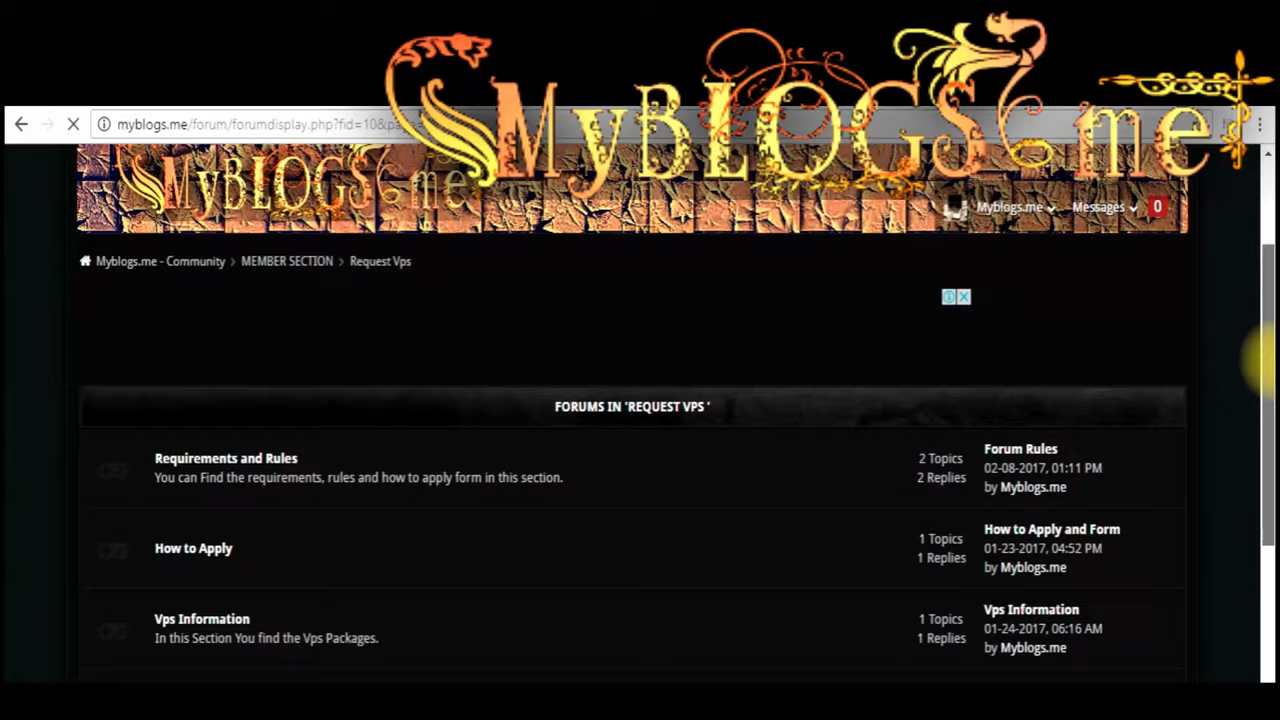 MyBLOGS.me
myblogs.me/forum/forumdisplay.php?fid=10&pa
MyBLOGS.me
Myblogs.me Messages 0
Myblogs.me - Community > MEMBER SECTION > Request Vps
FORUMS IN 'REQUEST VPS '
Requirements and Rules
You can Find the requirements, rules and how to apply form in this section.
2 Topics
2 Replies
Forum Rules
02-08-2017, 01:11 PM
by Myblogs.me
How to Apply
1 Topics
1 Replies
How to Apply and Form
01-23-2017, 04:52 PM
by Myblogs.me
Vps Information
In this Section You find the Vps Packages.
1 Topics
1 Replies
Vps Information
01-24-2017, 06:16 AM
by Myblogs.me